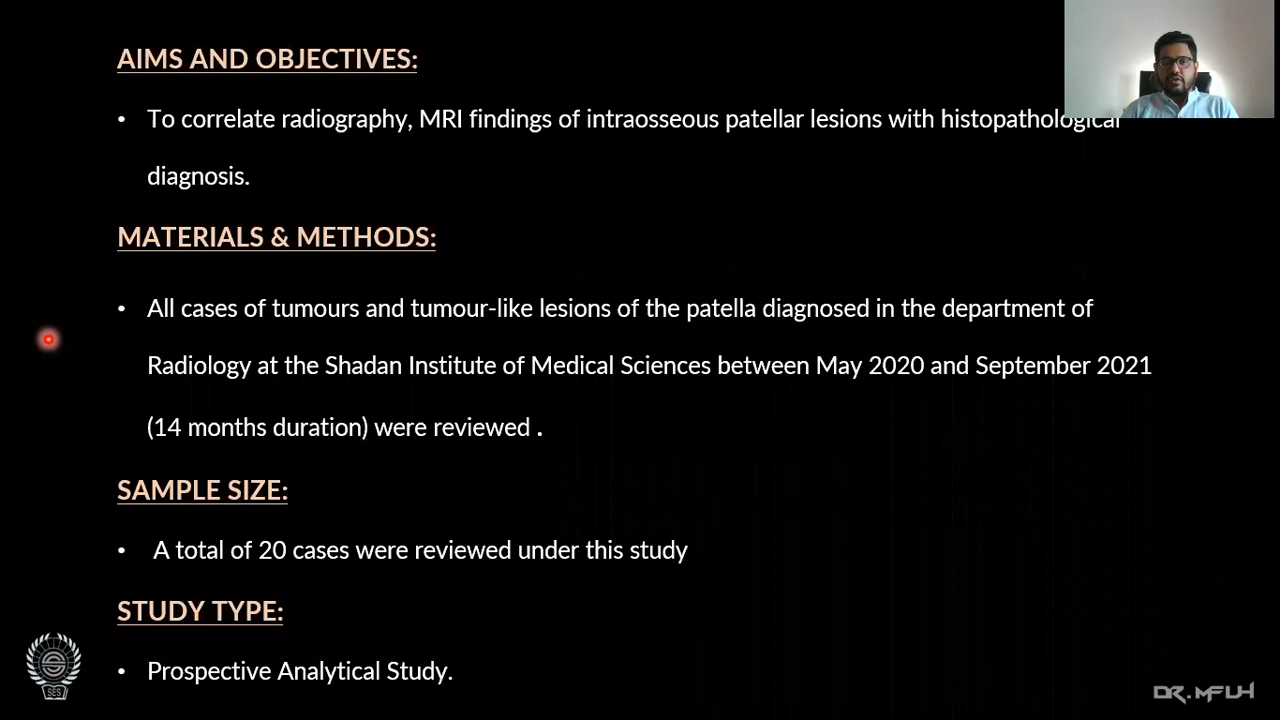 AIMS AND OBJECTIVES:
• To correlate radiography, MRI findings of intraosseous patellar lesions with histopathological
diagnosis.
MATERIALS & METHODS:
• All cases of tumours and tumour-like lesions of the patella diagnosed in the department of
Radiology at the Shadan Institute of Medical Sciences between May 2020 and September 2021
(14 months duration) were reviewed .
SAMPLE SIZE:
• A total of 20 cases were reviewed under this study
STUDY TYPE:
• Prospective Analytical Study.
SES
DR. MFUH